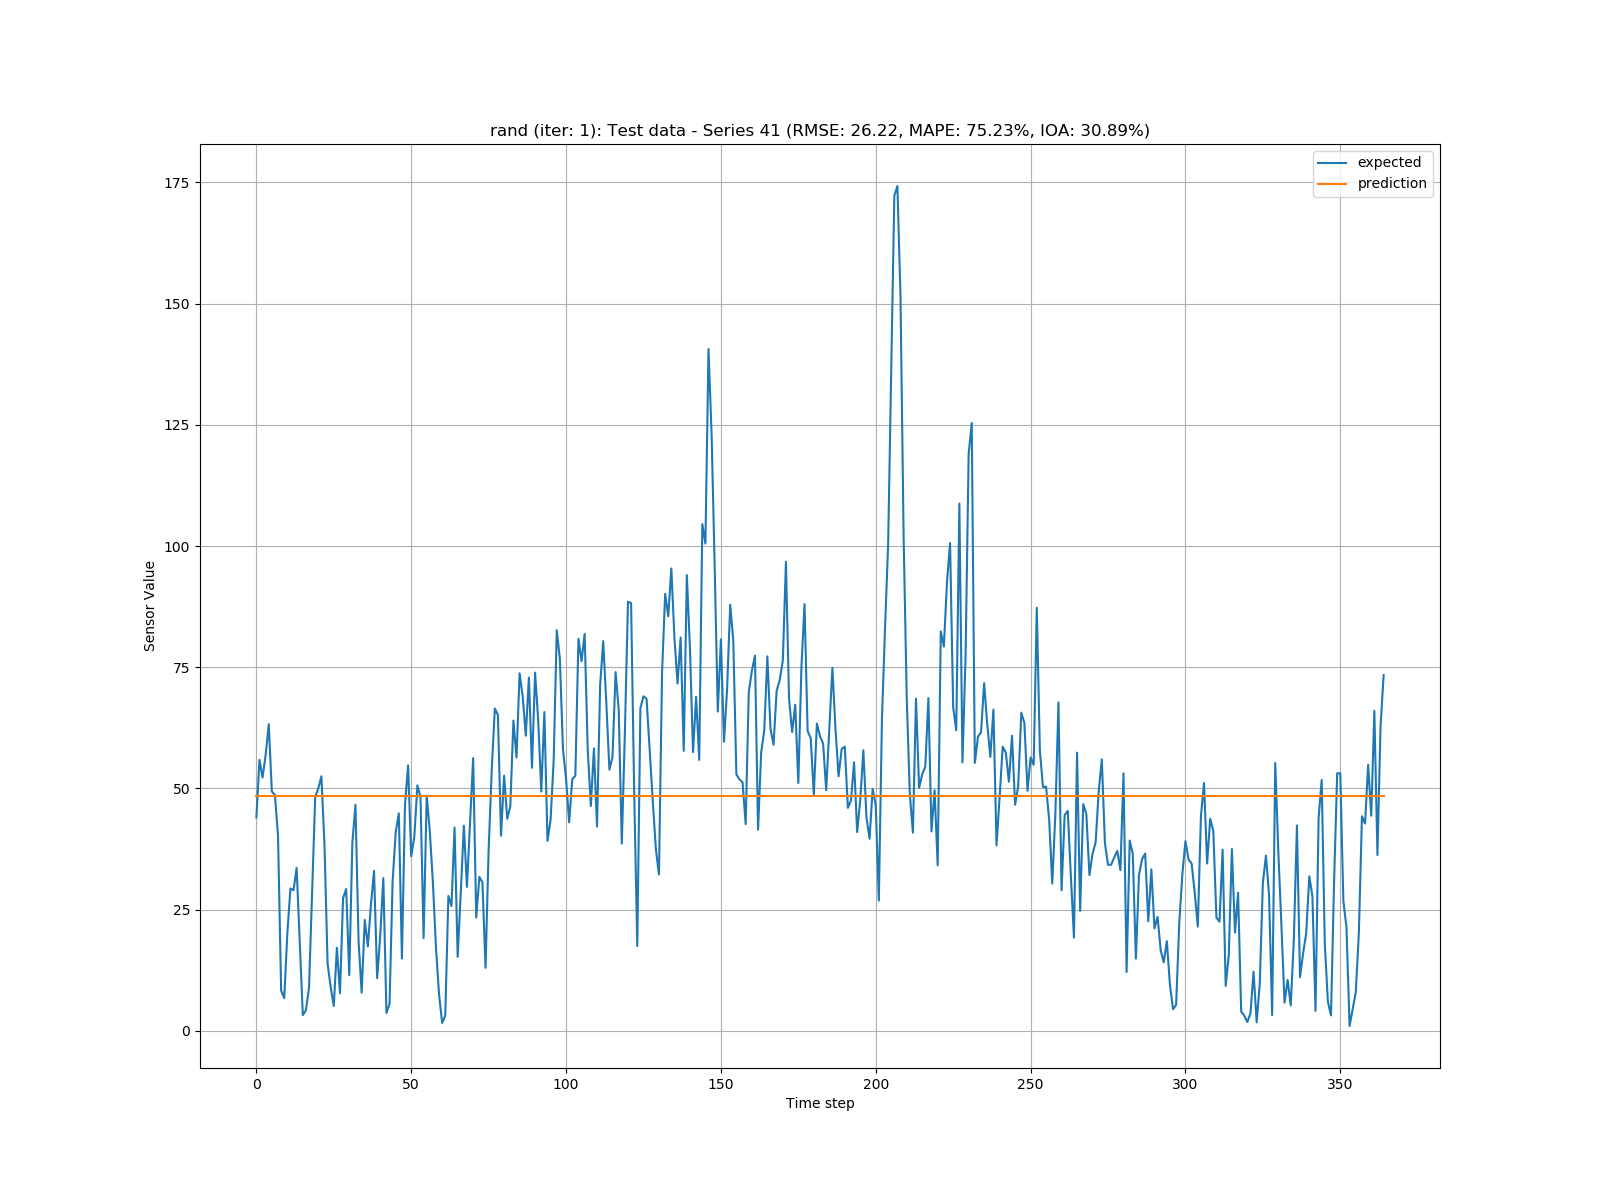 rand (iter: 1): Test data - Series 41 (RMSE: 26.22, MAPE: 75.23%, IOA: 30.89%)
expected
prediction
Sensor Value
175
150
125
100
75
50
25
0
0 50 100 150 200 250 300 350
Time step